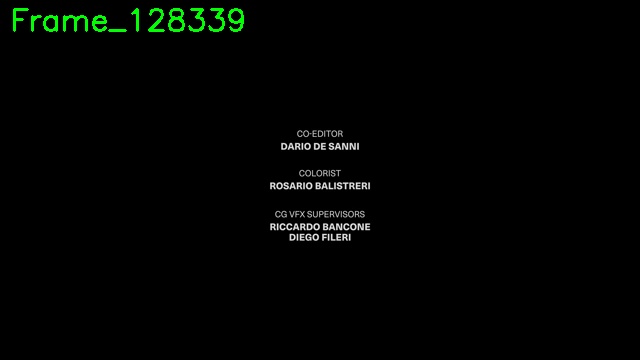 Frame_128339
CO-EDITOR
DARIO DE SANNI
COLORIST
ROSARIO BALISTRERI
CG VFX SUPERVISORS
RICCARDO BANCONE
DIEGO FILERI